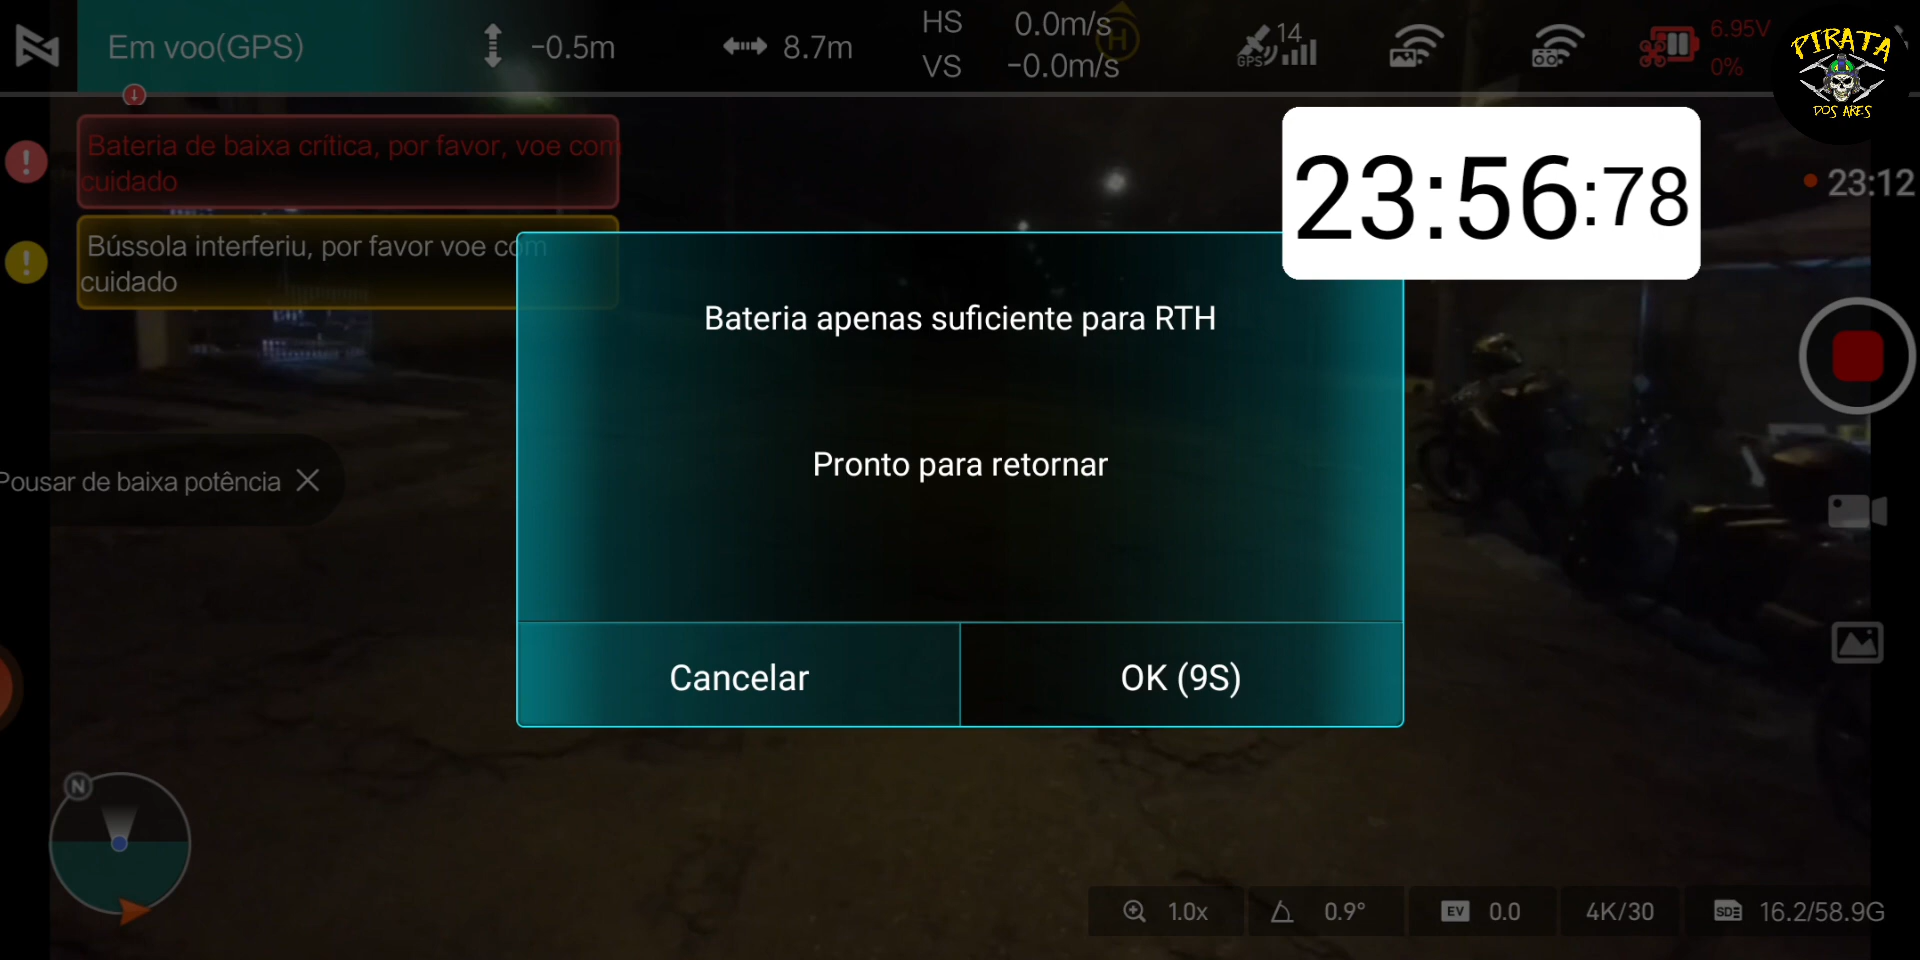 Em voo(GPS)
-0.5m
8.7m
HS 0.0m/s
VS -0.0m/s
H
14
GPS
6.95V
0%
PIRATA
DOS ARES
Bateria de baixa crítica, por favor, voe com
cuidado
23:56:78
23:12
Bússola interferiu, por favor voe com
cuidado
Bateria apenas suficiente para RTH
Pronto para retornar
Pousar de baixa potência
Cancelar
OK (9S)
N
1.0x
0.9°
EV 0.0
4K/30
SD 16.2/58.9G